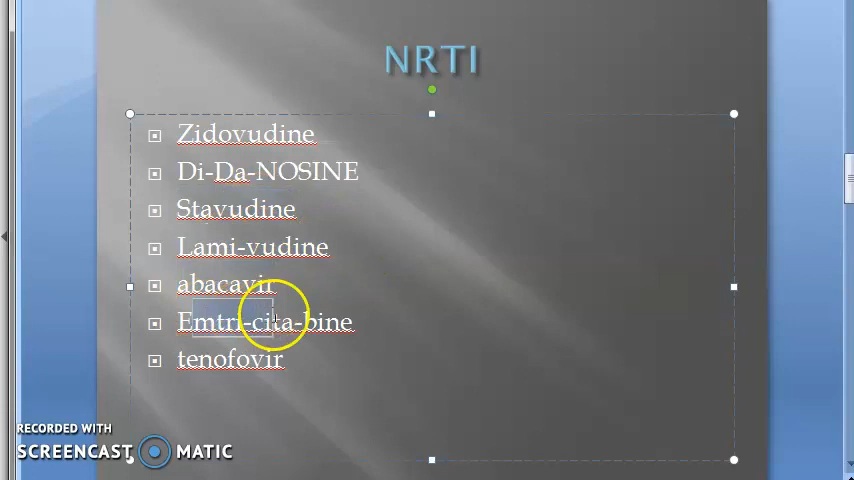 NRTI
Zidovudine
Di-Da-NOSINE
Stavudine
Lami-vudine
abacavir
Emtri-cita-bine
tenofovir
RECORDED WITH
SCREENCAST MATIC